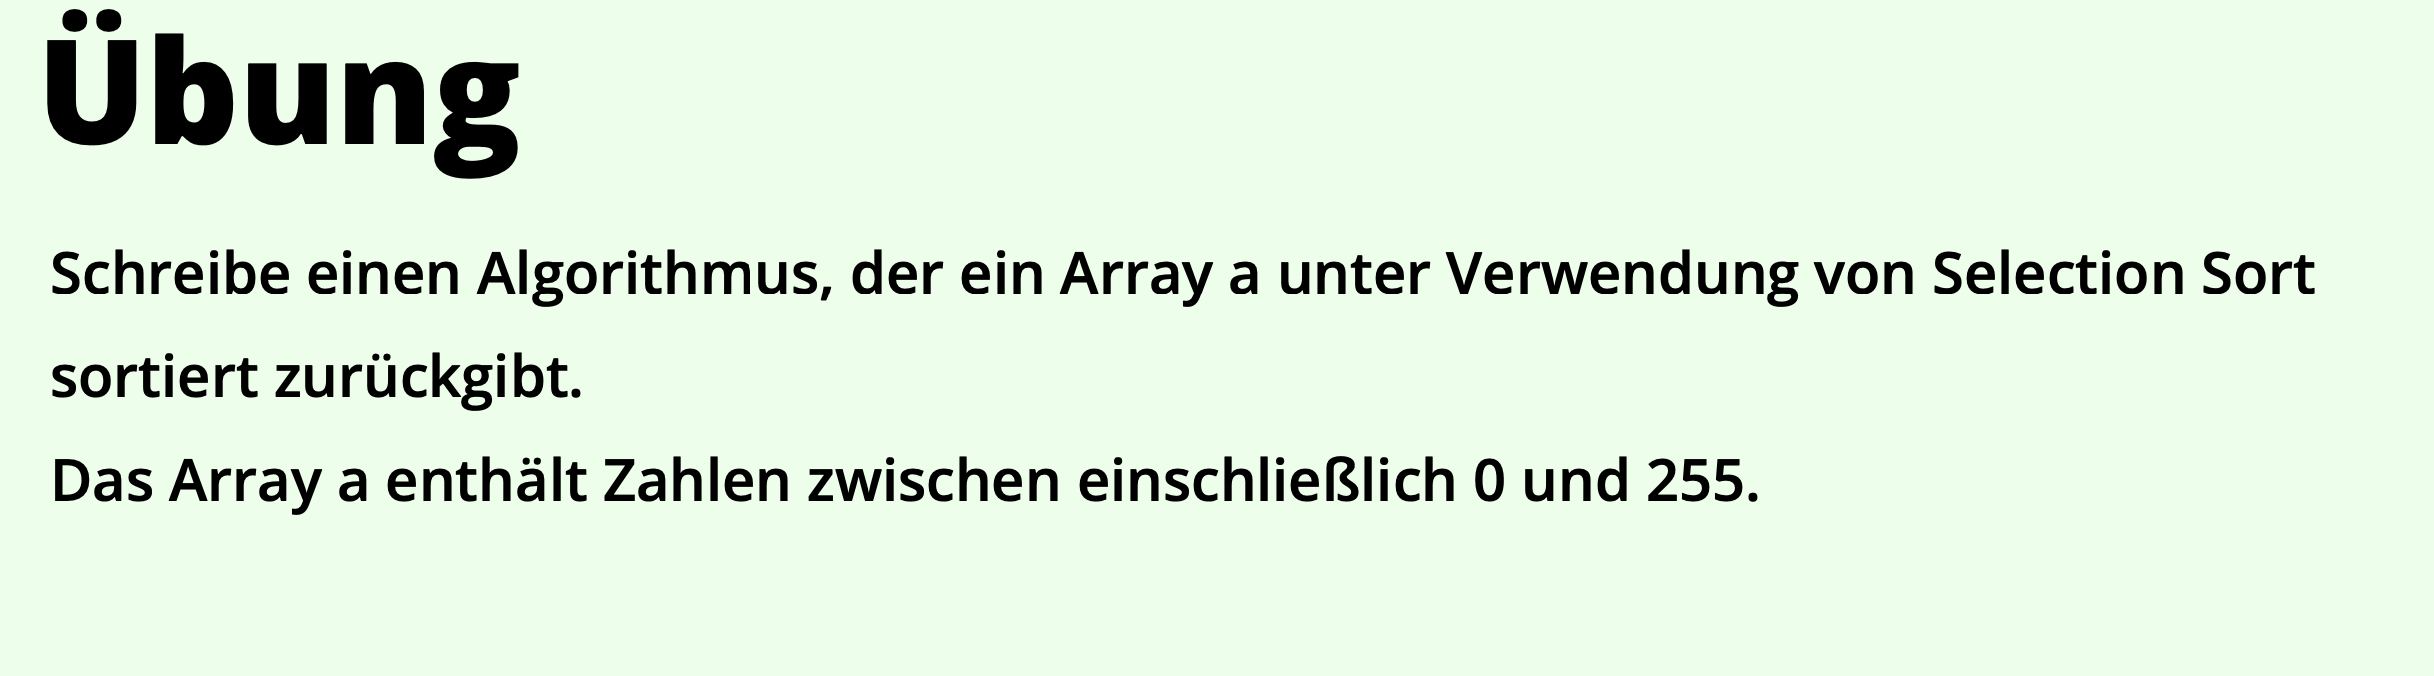 Übung
Schreibe einen Algorithmus, der ein Array a unter Verwendung von Selection Sort
sortiert zurückgibt.
Das Array a enthält Zahlen zwischen einschließlich 0 und 255.